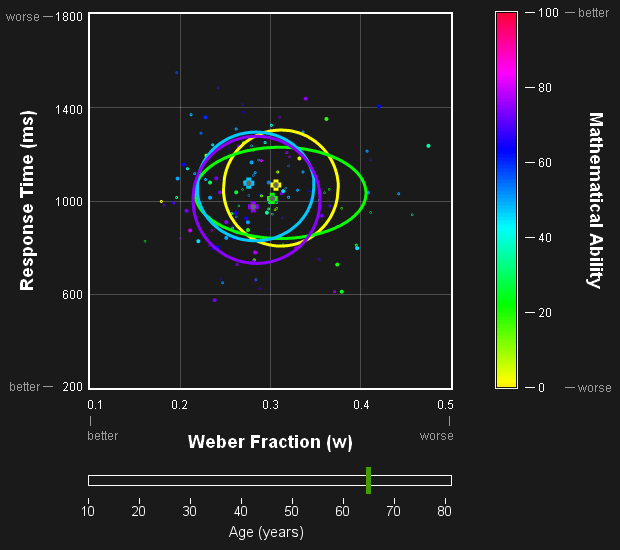 worse
1800
1400
1000
600
200
better
Response Time (ms)
0.1
0.2
0.3
0.4
0.5
better
worse
Weber Fraction (w)
100
better
80
60
40
20
0
worse
Mathematical Ability
10
20
30
40
50
60
70
80
Age (years)